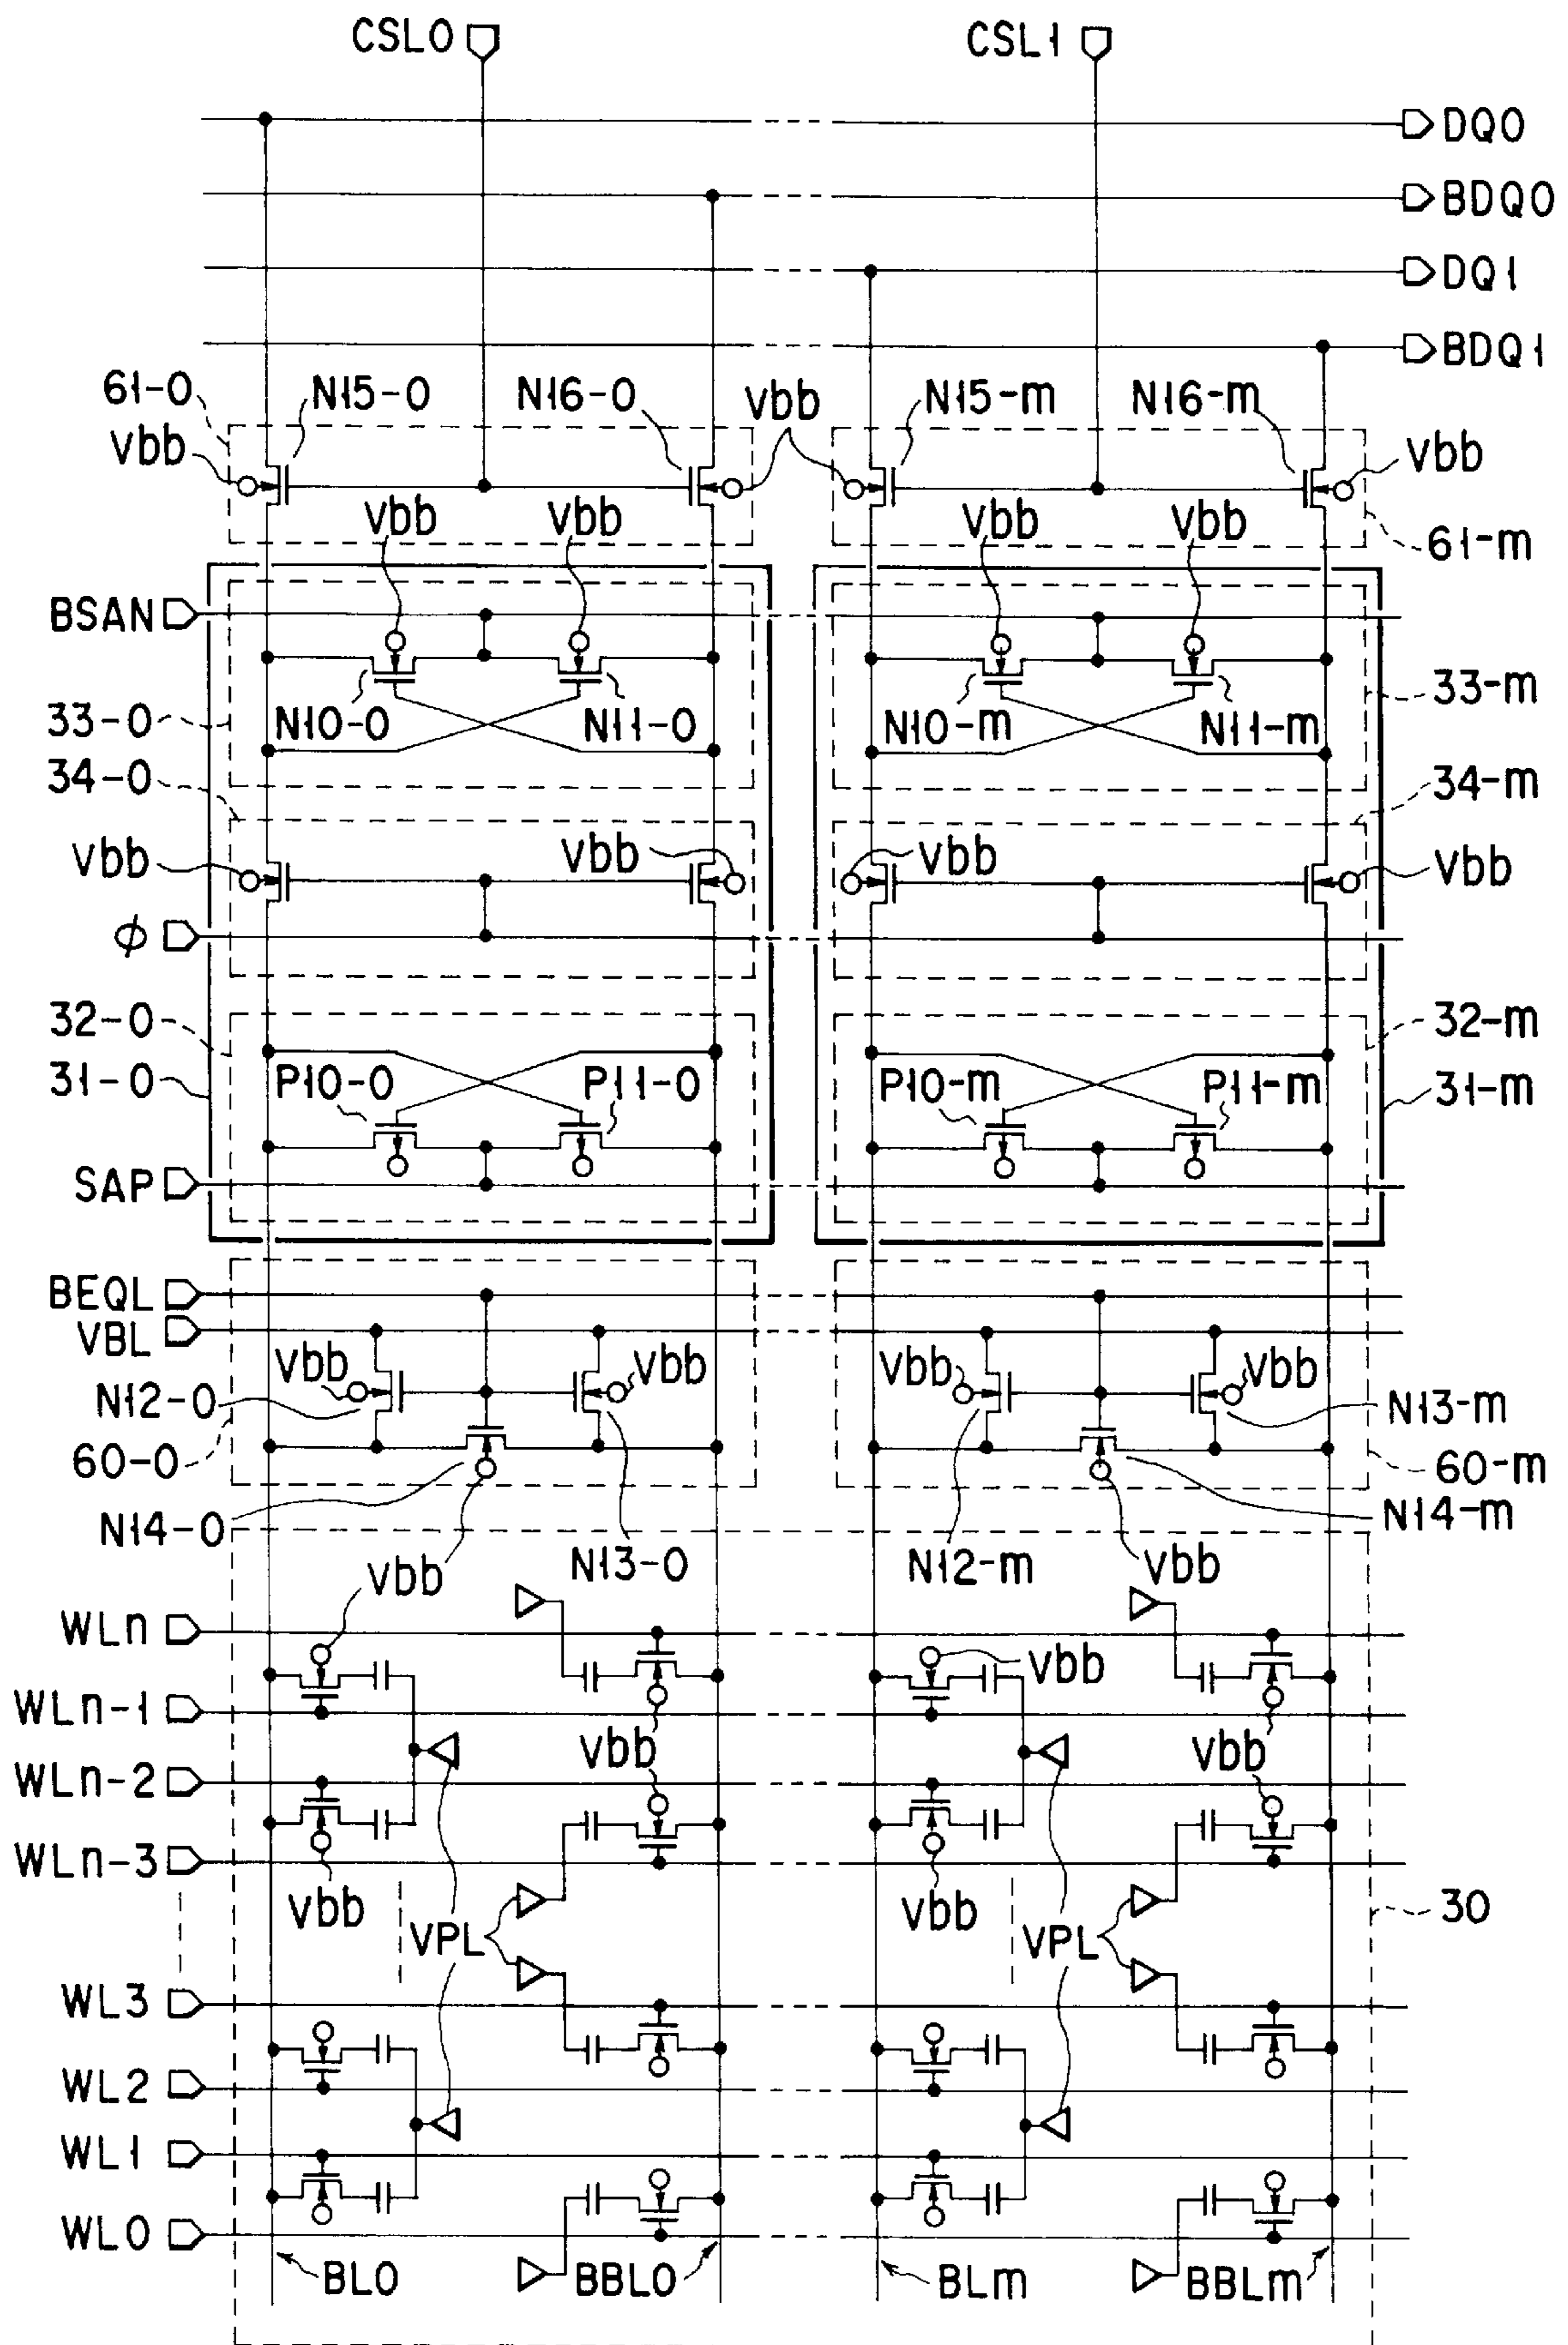 CSL0 CSL1
DQ0
BDQ0
DQ1
BDQ1
61-0 N15-0 N16-0 Vbb N15-m N16-m
Vbb Vbb
Vbb Vbb Vbb Vbb 61-m
BSAN
33-0 N10-0 N11-0 N10-m N11-m 33-m
34-0 34-m
Vbb Vbb Vbb Vbb
φ
32-0 32-m
31-0 P10-0 P11-0 P10-m P11-m 31-m
SAP
BEQL
VBL
Vbb Vbb Vbb Vbb
N12-0 N13-m
60-0 60-m
N14-0 N14-m
Vbb N13-0 N12-m Vbb
WLn
Vbb
WLn-1
Vbb Vbb
WLn-2
WLn-3
Vbb Vbb 30
VPL VPL
WL3
WL2
WL1
WL0
BL0 BBL0 BLm BBLm